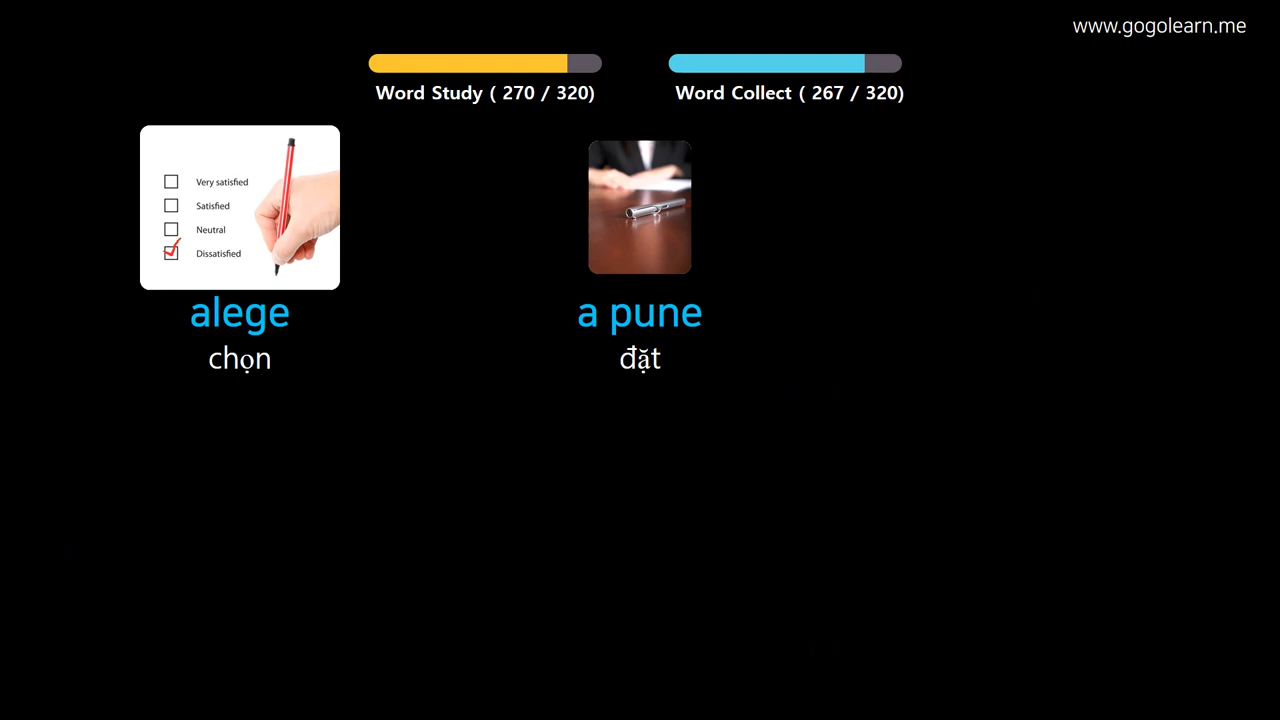 www.gogolearn.me
Word Study ( 270 / 320)
Word Collect ( 267 / 320)
Very satisfied
Satisfied
Neutral
Dissatisfied
alege
chọn
a pune
đặt